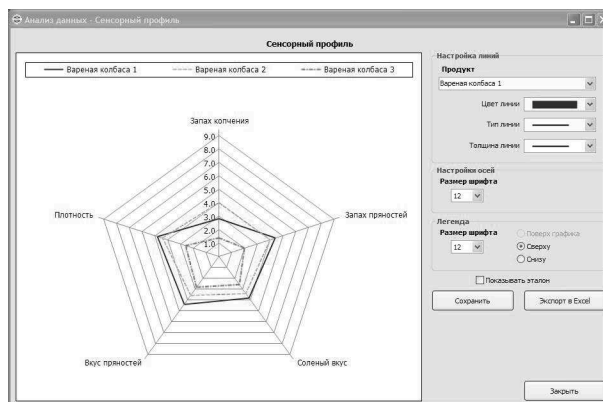 Анализ данных - Сенсорный профиль
Сенсорный профиль
Вареная колбаса 1 Вареная колбаса 2 Вареная колбаса 3
Запах копчения
9.0
8.0
7.0
6.0
5.0
4.0
3.0
2.0
1.0
Запах пряностей
Соленый вкус
Вкус пряностей
Плотность
Настройка линий
Продукт
Вареная колбаса 1
Цвет линии
Тип линии
Толщина линии
Настройки осей
Размер шрифта
12
Легенда
Размер шрифта
12
Поверх графика
Сверху
Снизу
Показывать эталон
Сохранить Экспорт в Excel
Закрыть